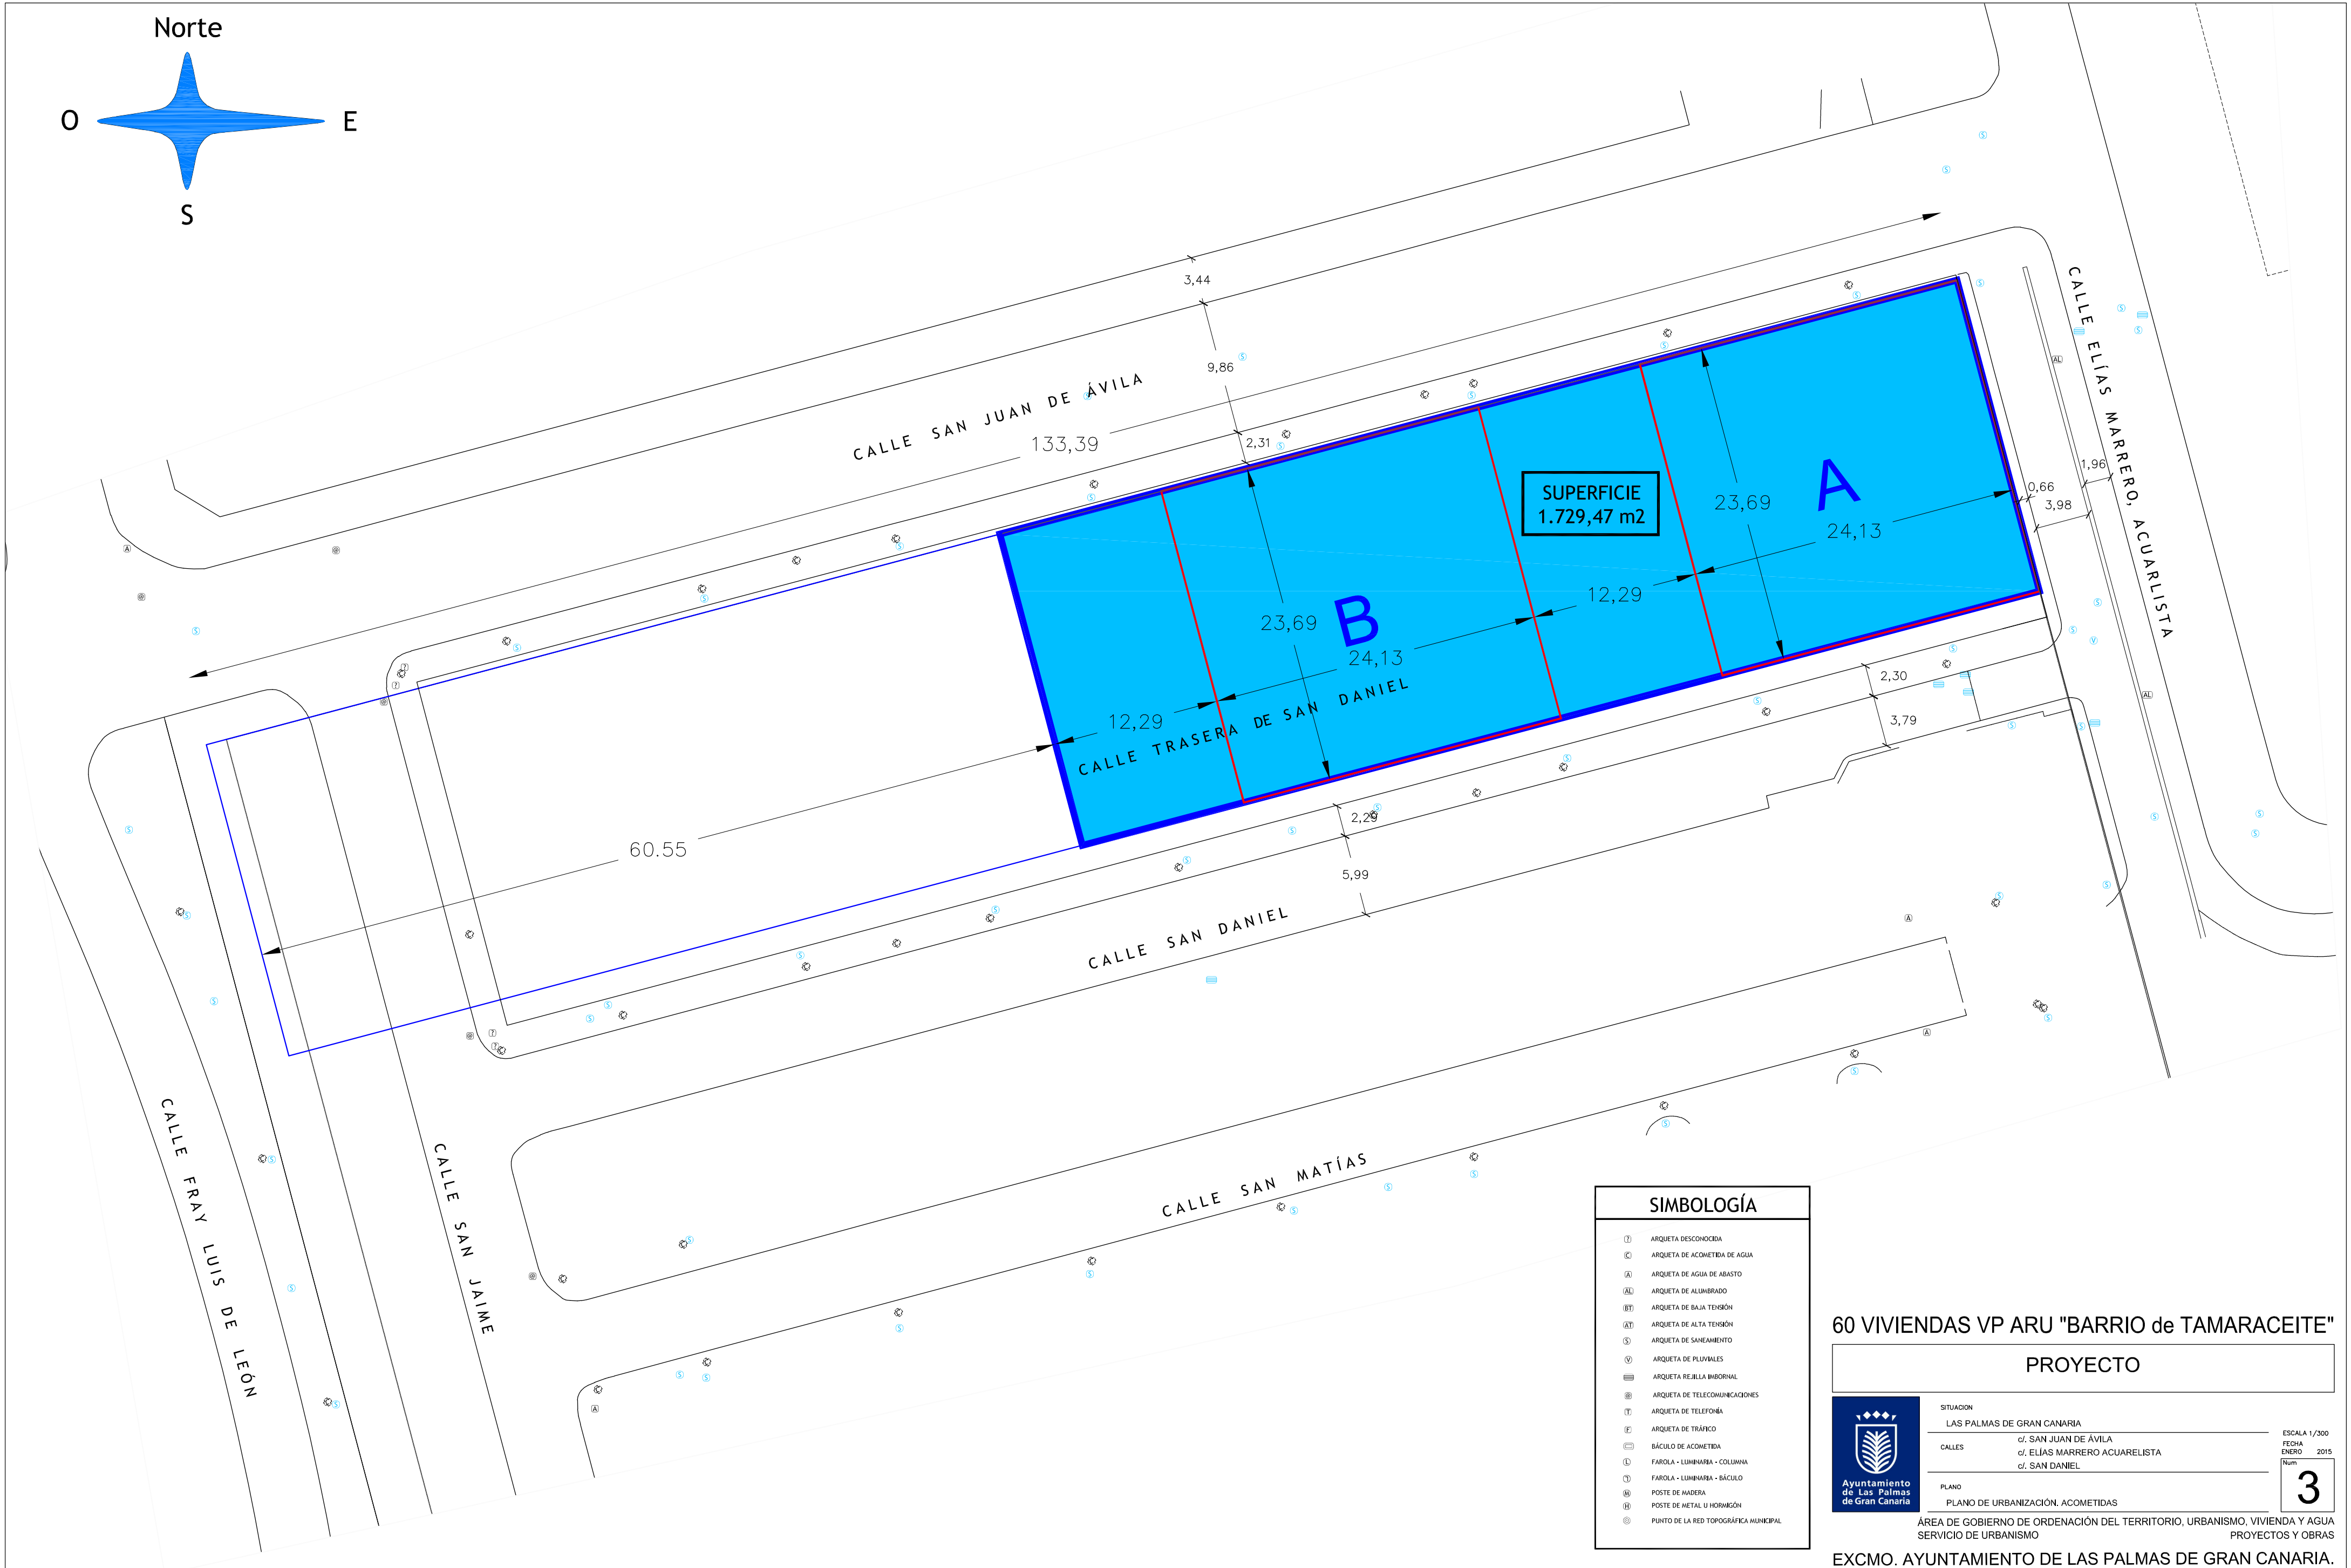 Norte
O
E
S
3,44
9,86
CALLE SAN JUAN DE ÁVILA
133,39
2,31
CALLE ELÍAS MARRERO, ACUARLISTA
1,96
0,66
3,98
SUPERFICIE
1.729,47 m2
A
23,69
24,13
12,29
B
23,69
24,13
12,29
CALLE TRASERA DE SAN DANIEL
2,30
3,79
60.55
2,29
5,99
CALLE SAN DANIEL
CALLE SAN MATÍAS
CALLE FRAY LUIS DE LEÓN
CALLE SAN JAIME
SIMBOLOGÍA
? ARQUETA DESCONOCIDA
C ARQUETA DE ACOMETIDA DE AGUA
A ARQUETA DE AGUA DE ABASTO
AL ARQUETA DE ALUMBRADO
BT ARQUETA DE BAJA TENSIÓN
AT ARQUETA DE ALTA TENSIÓN
S ARQUETA DE SANEAMIENTO
V ARQUETA DE PLUVIALES
ARQUETA REJILLA IMBORNAL
@ ARQUETA DE TELECOMUNICACIONES
T ARQUETA DE TELEFONÍA
F ARQUETA DE TRÁFICO
BÁCULO DE ACOMETIDA
L FAROLA - LUMINARIA - COLUMNA
FAROLA - LUMINARIA - BÁCULO
M POSTE DE MADERA
H POSTE DE METAL U HORMIGÓN
PUNTO DE LA RED TOPOGRÁFICA MUNICIPAL
60 VIVIENDAS VP ARU "BARRIO de TAMARACEITE"
PROYECTO
Ayuntamiento
de Las Palmas
de Gran Canaria
SITUACION
LAS PALMAS DE GRAN CANARIA
CALLES
c/. SAN JUAN DE ÁVILA
c/. ELÍAS MARRERO ACUARELISTA
c/. SAN DANIEL
PLANO
PLANO DE URBANIZACIÓN. ACOMETIDAS
ESCALA 1/300
FECHA
ENERO 2015
Num
3
ÁREA DE GOBIERNO DE ORDENACIÓN DEL TERRITORIO, URBANISMO, VIVIENDA Y AGUA
SERVICIO DE URBANISMO PROYECTOS Y OBRAS
EXCMO. AYUNTAMIENTO DE LAS PALMAS DE GRAN CANARIA.